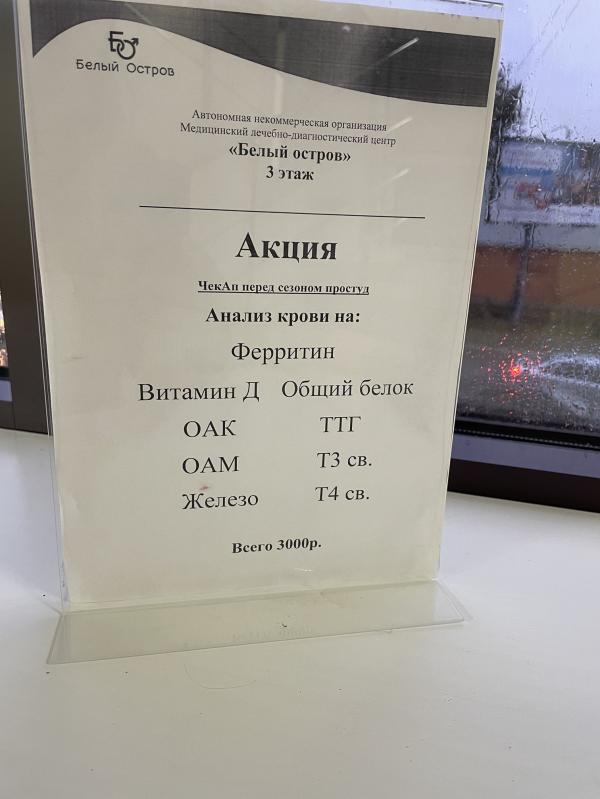 БО
Белый Остров
Автономная некоммерческая организация
Медицинский лечебно-диагностический центр
«Белый остров»
3 этаж
Акция
ЧекАп перед сезоном простуд
Анализ крови на:
Ферритин
Витамин Д Общий белок
ОАК ТТГ
ОАМ Т3 св.
Железо Т4 св.
Всего 3000р.